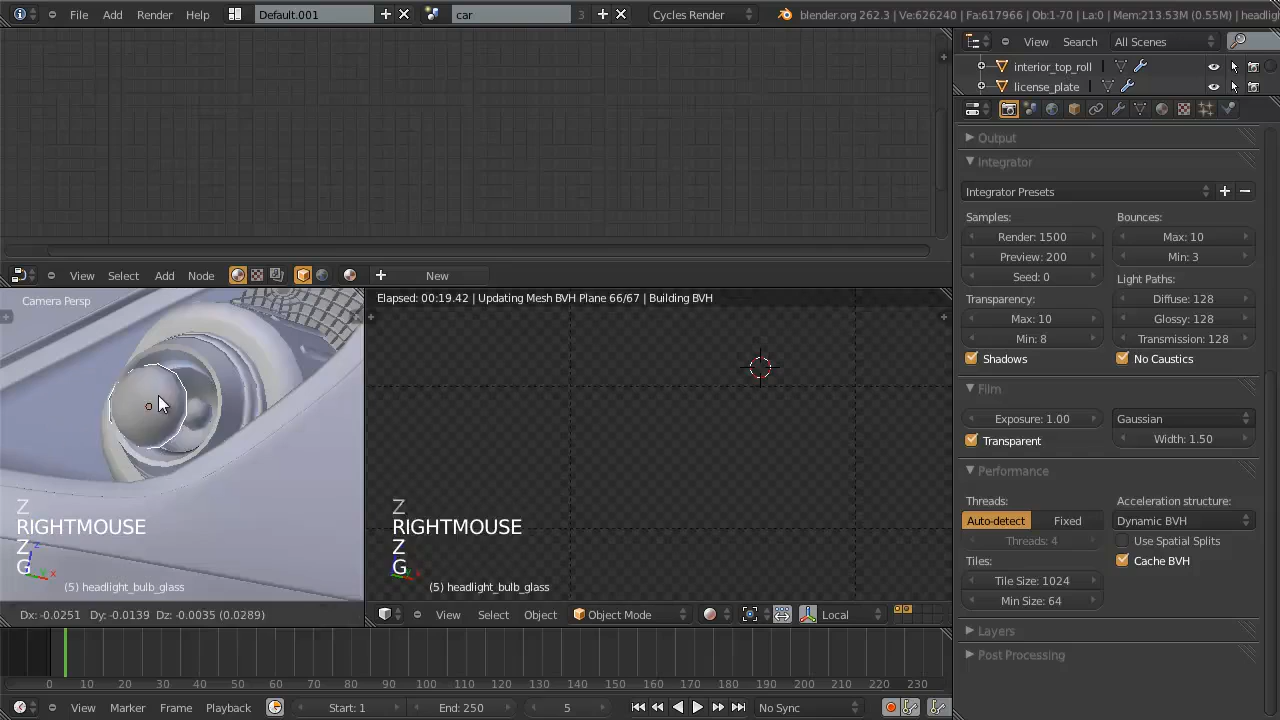 File Add Render Help Default.001 car 3 Cycles Render blender.org 262.3 | Ve:626240 | Fa:617966 | Ob:1-70 | La:0 | Mem:213.53M (0.55M) | headlig
View Search All Scenes
interior_top_roll
license_plate
Output
Integrator
Integrator Presets
Samples: Bounces:
Render: 1500 Max: 10
Preview: 200 Min: 3
Seed: 0 Light Paths:
Transparency: Diffuse: 128
Max: 10 Glossy: 128
Min: 8 Transmission: 128
Shadows No Caustics
Film
Exposure: 1.00 Gaussian
Transparent Width: 1.50
Performance
Threads: Acceleration structure:
Auto-detect Fixed Dynamic BVH
Threads: 4 Use Spatial Splits
Tiles: Cache BVH
Tile Size: 1024
Min Size: 64
Layers
Post Processing
View Select Add Node New
Camera Persp
Elapsed: 00:19.42 | Updating Mesh BVH Plane 66/67 | Building BVH
Z
RIGHTMOUSE
Z
G
z
x
(5) headlight_bulb_glass
Z
RIGHTMOUSE
Z
G
(5) headlight_bulb_glass
Dx: -0.0251 Dy: -0.0139 Dz: -0.0035 (0.0289)
View Select Object Object Mode Local
0 10 20 30 40 50 60 70 80 90 100 110 120 130 140 150 160 170 180 190 200 210 220 230
View Marker Frame Playback Start: 1 End: 250 5 No Sync